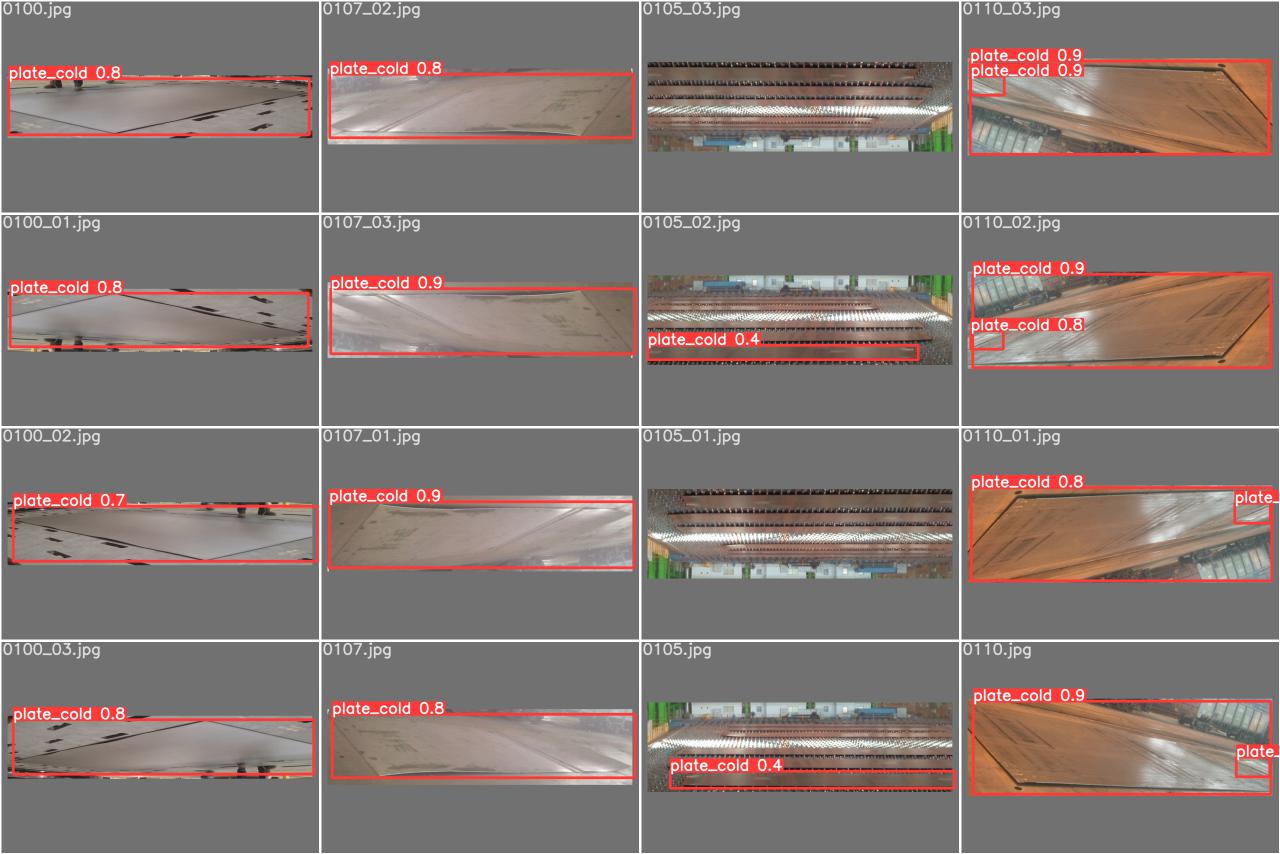 0100.jpg
plate_cold 0.8
0107_02.jpg
plate_cold 0.8
0105_03.jpg
0110_03.jpg
plate_cold 0.9
plate_cold 0.9
0100_01.jpg
plate_cold 0.8
0107_03.jpg
plate_cold 0.9
0105_02.jpg
plate_cold 0.4
0110_02.jpg
plate_cold 0.9
plate_cold 0.8
0100_02.jpg
plate_cold 0.7
0107_01.jpg
plate_cold 0.9
0105_01.jpg
0110_01.jpg
plate_cold 0.8
plate_
0100_03.jpg
plate_cold 0.8
0107.jpg
plate_cold 0.8
0105.jpg
plate_cold 0.4
0110.jpg
plate_cold 0.9
plate_